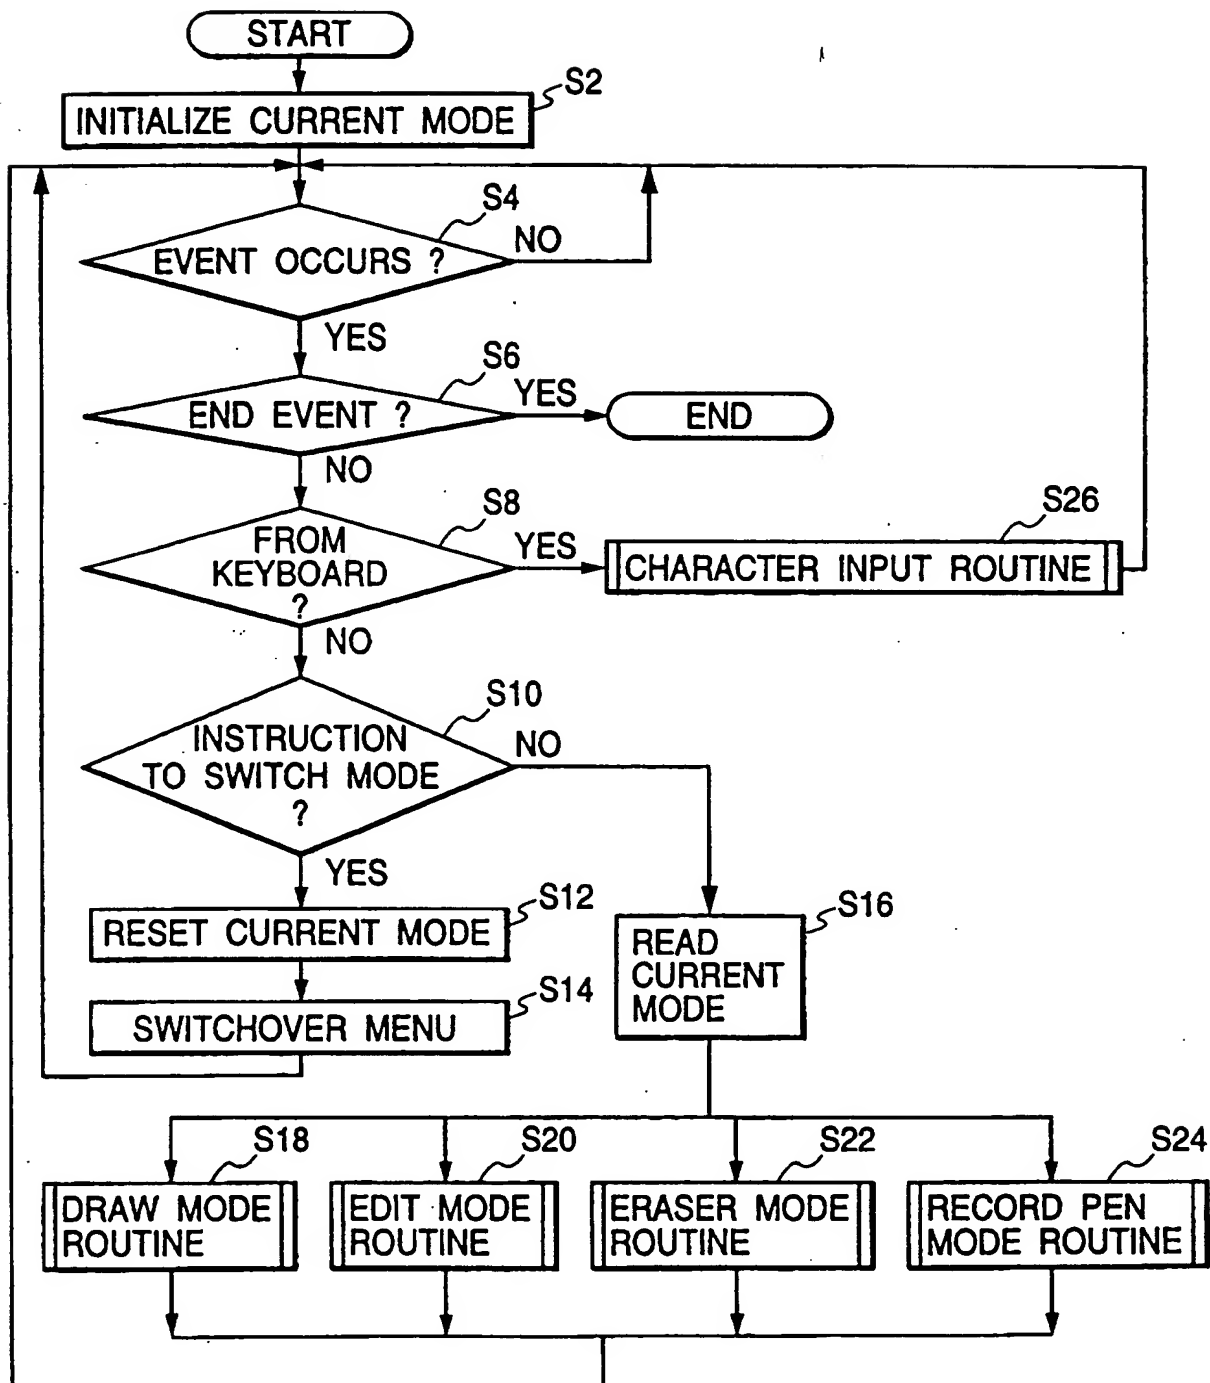 START
S2
INITIALIZE CURRENT MODE
S4
EVENT OCCURS ?
NO
YES
S6
END EVENT ?
YES
END
NO
S8
FROM
KEYBOARD
?
YES
S26
CHARACTER INPUT ROUTINE
NO
S10
INSTRUCTION
TO SWITCH MODE
?
NO
YES
S12
RESET CURRENT MODE
S14
SWITCHOVER MENU
S16
READ
CURRENT
MODE
S18
DRAW MODE
ROUTINE
S20
EDIT MODE
ROUTINE
S22
ERASER MODE
ROUTINE
S24
RECORD PEN
MODE ROUTINE